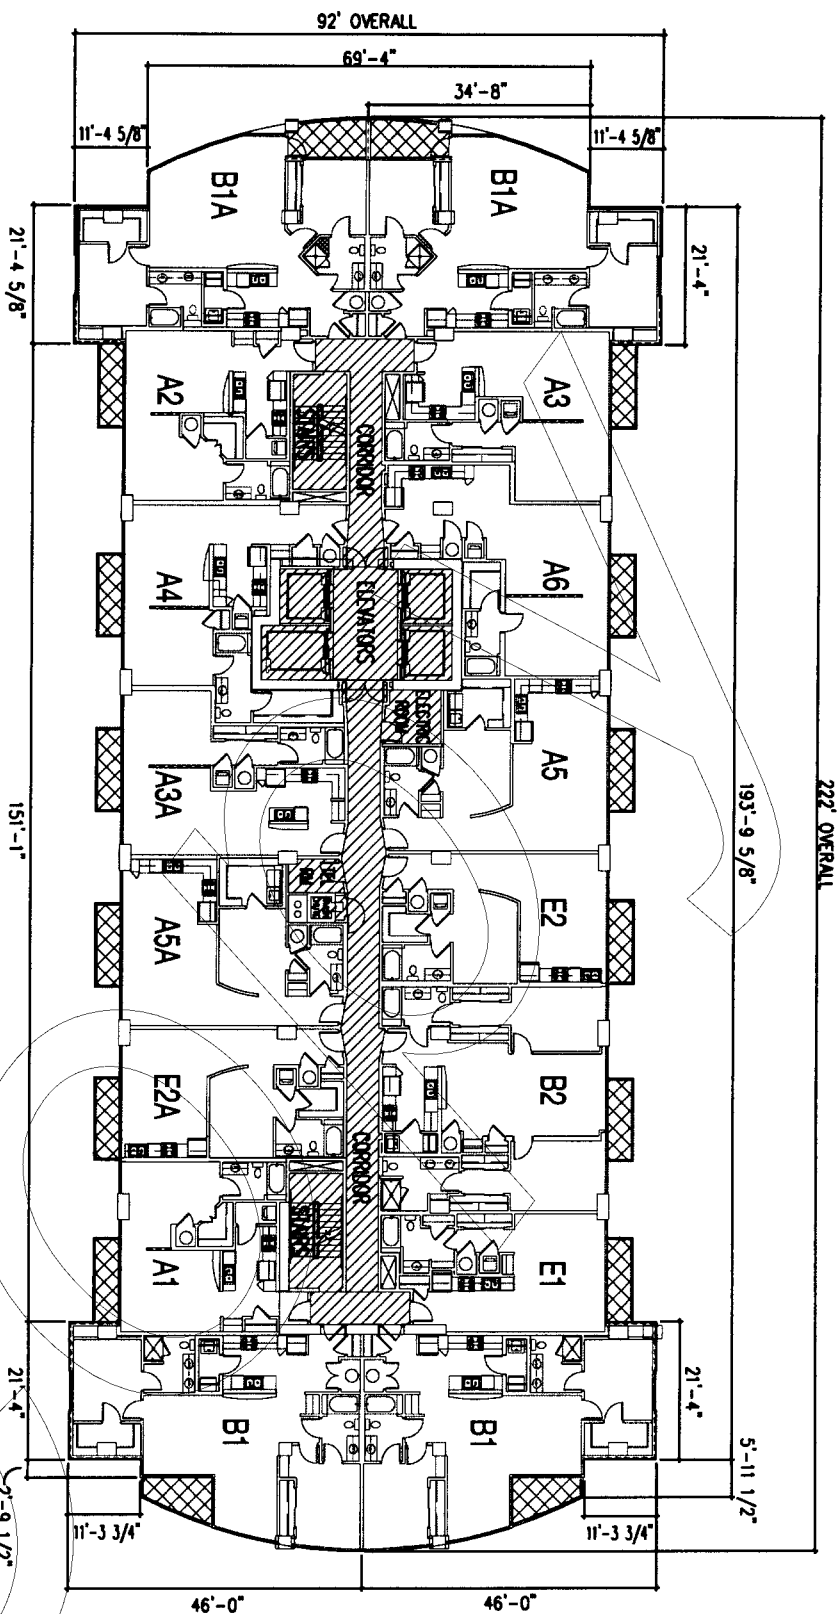 92' OVERALL
69'-4"
34'-8"
11'-4 5/8"
11'-4 5/8"
B1A
B1A
21'-4 5/8"
21'-4"
A2
A3
STAIRS
CORRIDOR
A4
A6
ELEVATORS
ELECTRIC
ROOM
A3A
A5
151'-1"
193'-9 5/8"
222' OVERALL
A5A
E2
E2A
B2
CORRIDOR
STAIRS
A1
E1
21'-4"
21'-4"
B1
B1
5'-11 1/2"
11'-3 3/4"
11'-3 3/4"
46'-0"
46'-0"